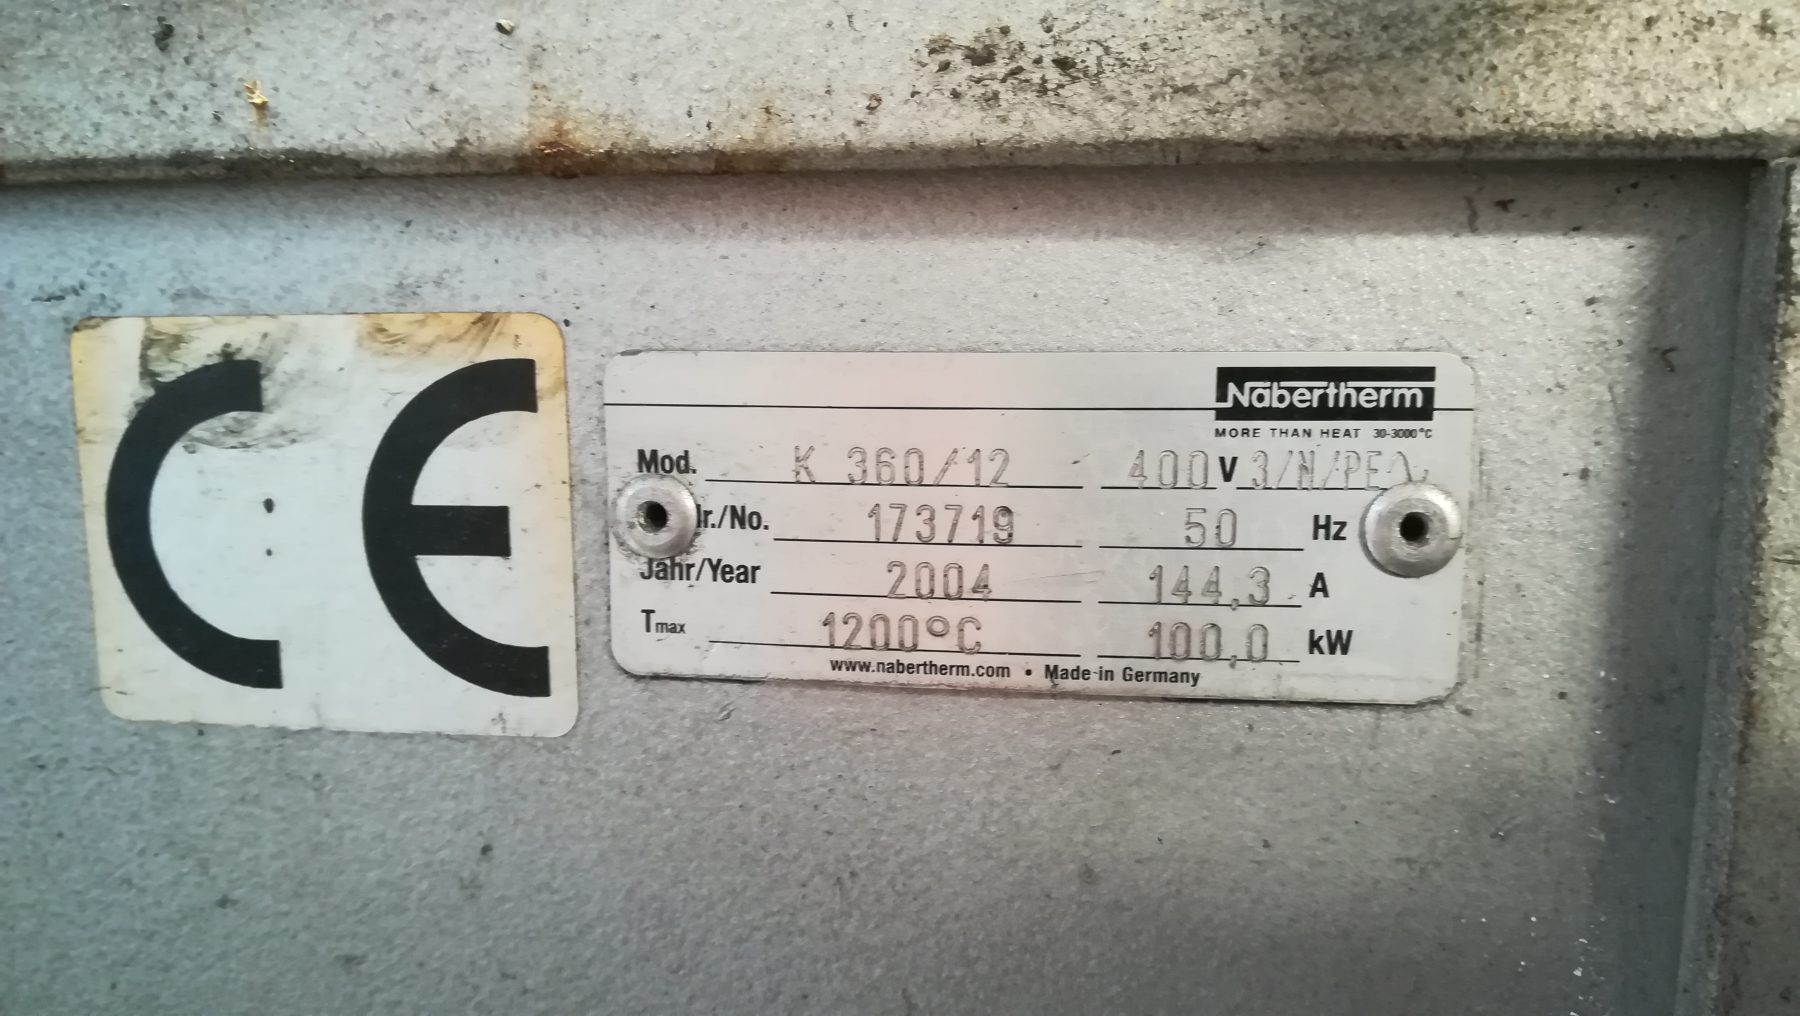 CE
Nabertherm
MORE THAN HEAT 30-3000°C
Mod. K 360/12 400 V 3/N/PE
r./No. 173719 50 Hz
Jahr/Year 2004 144,3 A
Tmax 1200°C 100,0 kW
www.nabertherm.com • Made in Germany